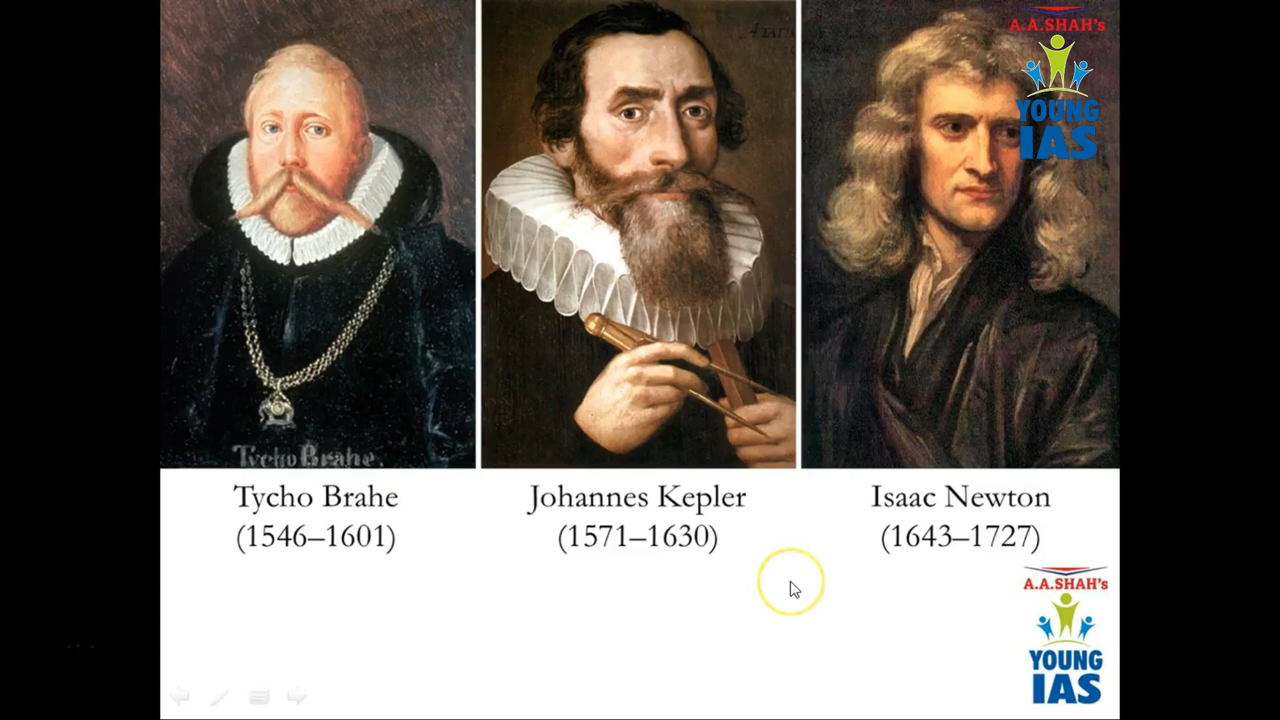 A.A.SHAH's
YOUNG
IAS
Tycho Brahe.
Tycho Brahe
(1546–1601)
Johannes Kepler
(1571–1630)
Isaac Newton
(1643–1727)
A.A.SHAH's
YOUNG
IAS